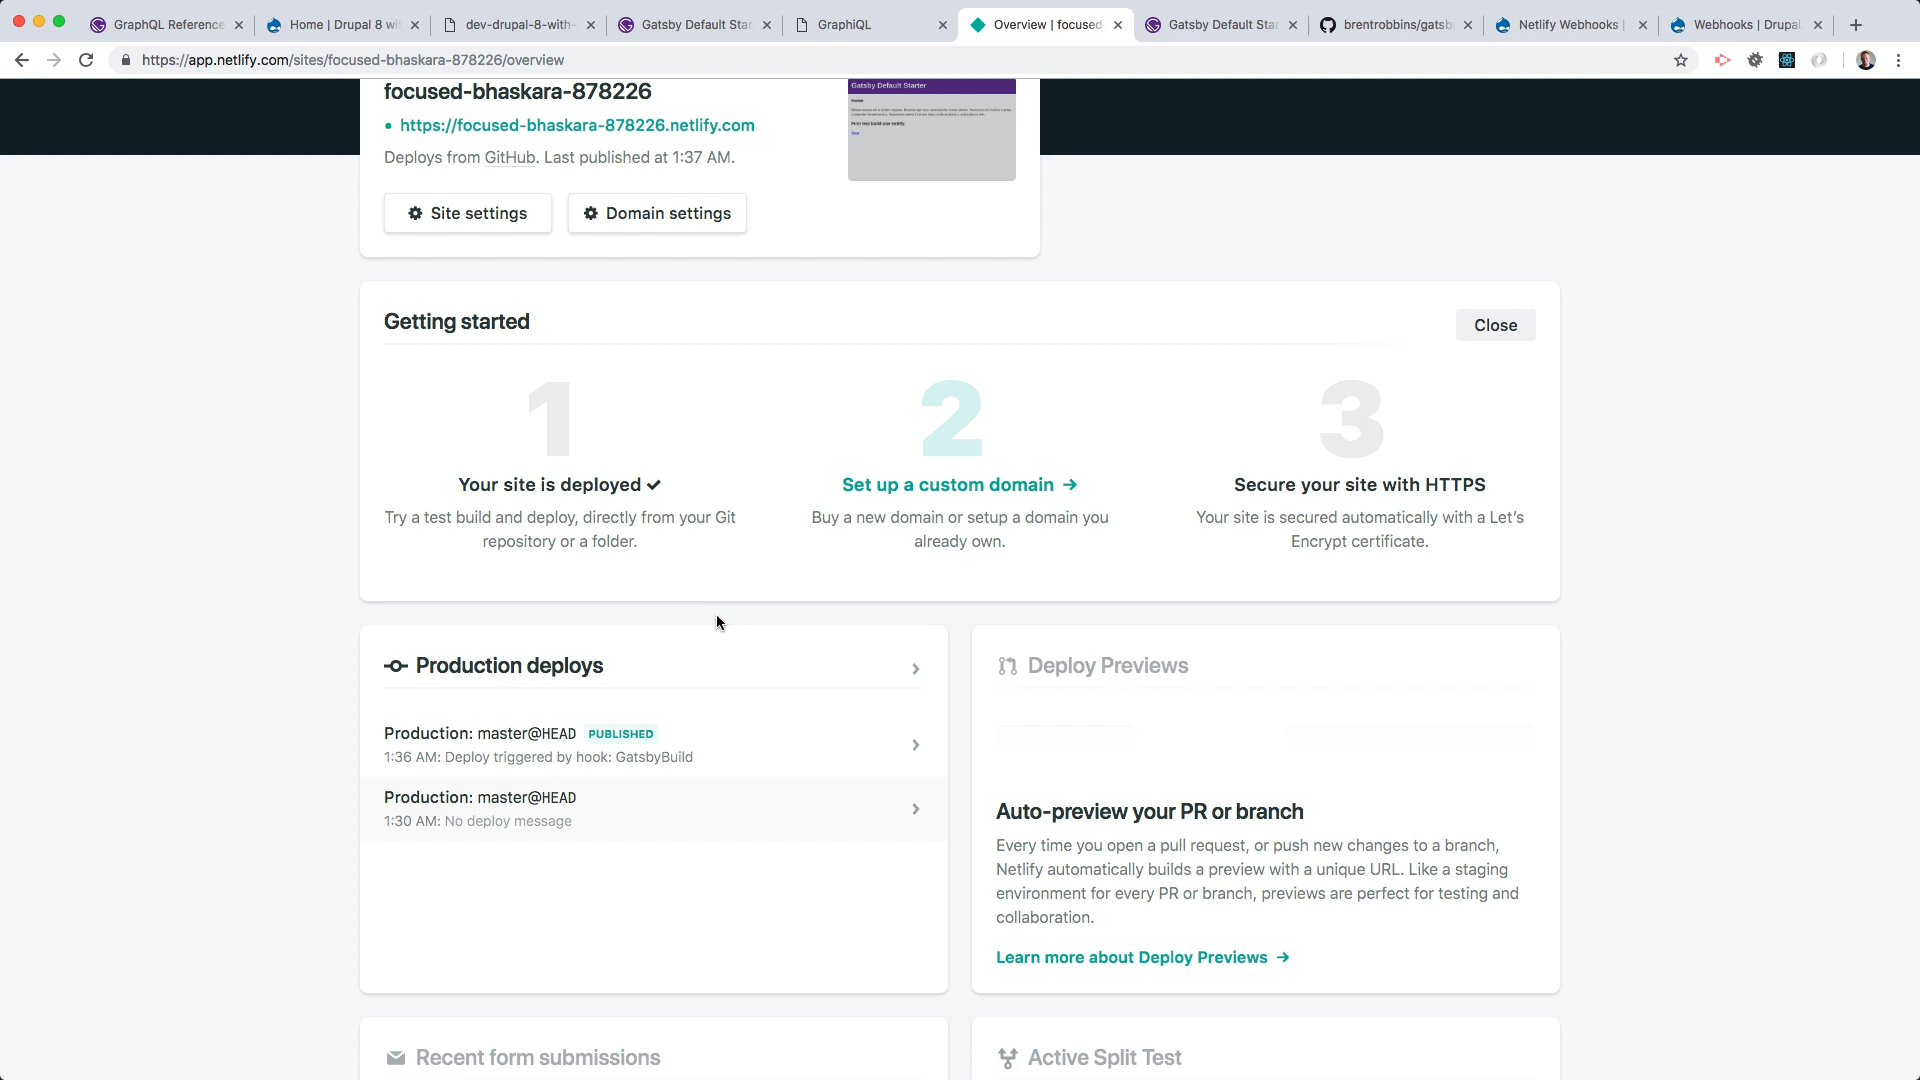 GraphQL Reference
Home | Drupal 8 wi
dev-drupal-8-with-
Gatsby Default Star
GraphiQL
Overview | focused
Gatsby Default Star
brentrobbins/gatsb
Netlify Webhooks |
Webhooks | Drupal.
https://app.netlify.com/sites/focused-bhaskara-878226/overview
focused-bhaskara-878226
https://focused-bhaskara-878226.netlify.com
Deploys from GitHub. Last published at 1:37 AM.
Site settings
Domain settings
Gatsby Default Starter
Home
First test build use netlify.
Getting started
Close
1
2
3
Your site is deployed ✔
Try a test build and deploy, directly from your Git
repository or a folder.
Set up a custom domain →
Buy a new domain or setup a domain you
already own.
Secure your site with HTTPS
Your site is secured automatically with a Let’s
Encrypt certificate.
Production deploys
Production: master@HEAD PUBLISHED
1:36 AM: Deploy triggered by hook: GatsbyBuild
Production: master@HEAD
1:30 AM: No deploy message
Deploy Previews
Auto-preview your PR or branch
Every time you open a pull request, or push new changes to a branch,
Netlify automatically builds a preview with a unique URL. Like a staging
environment for every PR or branch, previews are perfect for testing and
collaboration.
Learn more about Deploy Previews →
Recent form submissions
Active Split Test